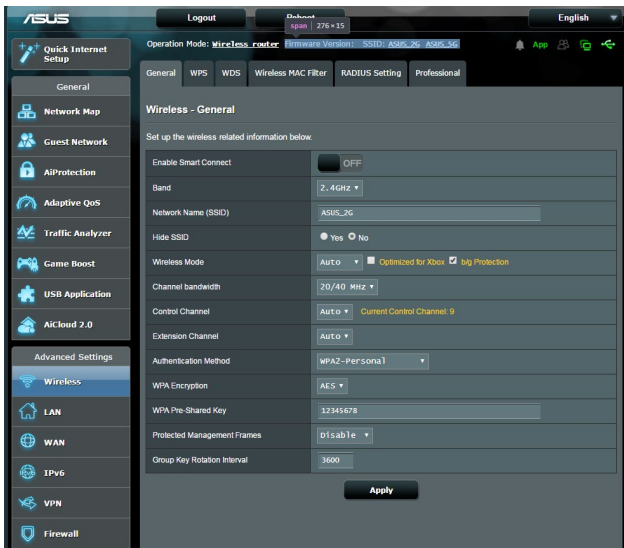 ASUS
Logout
Reboot
English
span 276×15
Quick Internet Setup
Operation Mode: Wireless router Firmware Version: SSID: ASUS_2G ASUS_5G
App
General WPS WDS Wireless MAC Filter RADIUS Setting Professional
General
Network Map
Guest Network
AiProtection
Adaptive QoS
Traffic Analyzer
Game Boost
USB Application
AiCloud 2.0
Advanced Settings
Wireless
LAN
WAN
IPv6
VPN
Firewall
Wireless - General
Set up the wireless related information below.
Enable Smart Connect OFF
Band 2.4GHz
Network Name (SSID) ASUS_2G
Hide SSID Yes No
Wireless Mode Auto Optimized for Xbox b/g Protection
Channel bandwidth 20/40 MHz
Control Channel Auto Current Control Channel: 9
Extension Channel Auto
Authentication Method WPA2-Personal
WPA Encryption AES
WPA Pre-Shared Key 12345678
Protected Management Frames Disable
Group Key Rotation Interval 3600
Apply